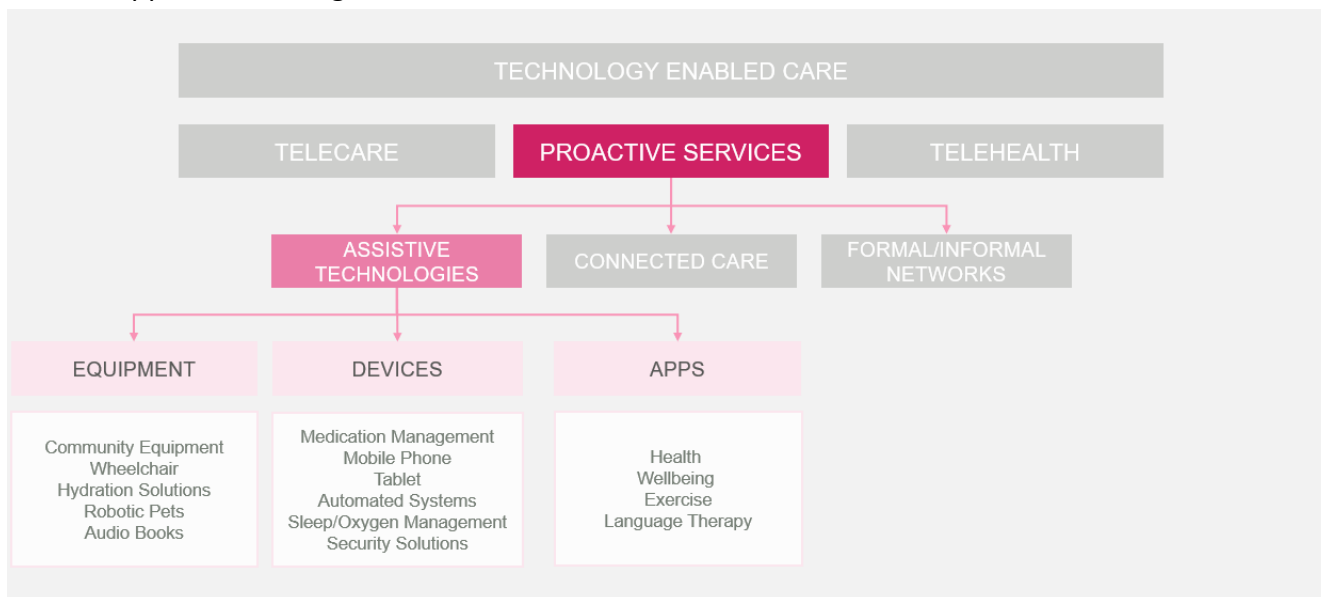 TECHNOLOGY ENABLED CARE
TELECARE
PROACTIVE SERVICES
TELEHEALTH
ASSISTIVE
TECHNOLOGIES
CONNECTED CARE
FORMAL/INFORMAL
NETWORKS
EQUIPMENT
DEVICES
APPS
Community Equipment
Wheelchair
Hydration Solutions
Robotic Pets
Audio Books
Medication Management
Mobile Phone
Tablet
Automated Systems
Sleep/Oxygen Management
Security Solutions
Health
Wellbeing
Exercise
Language Therapy